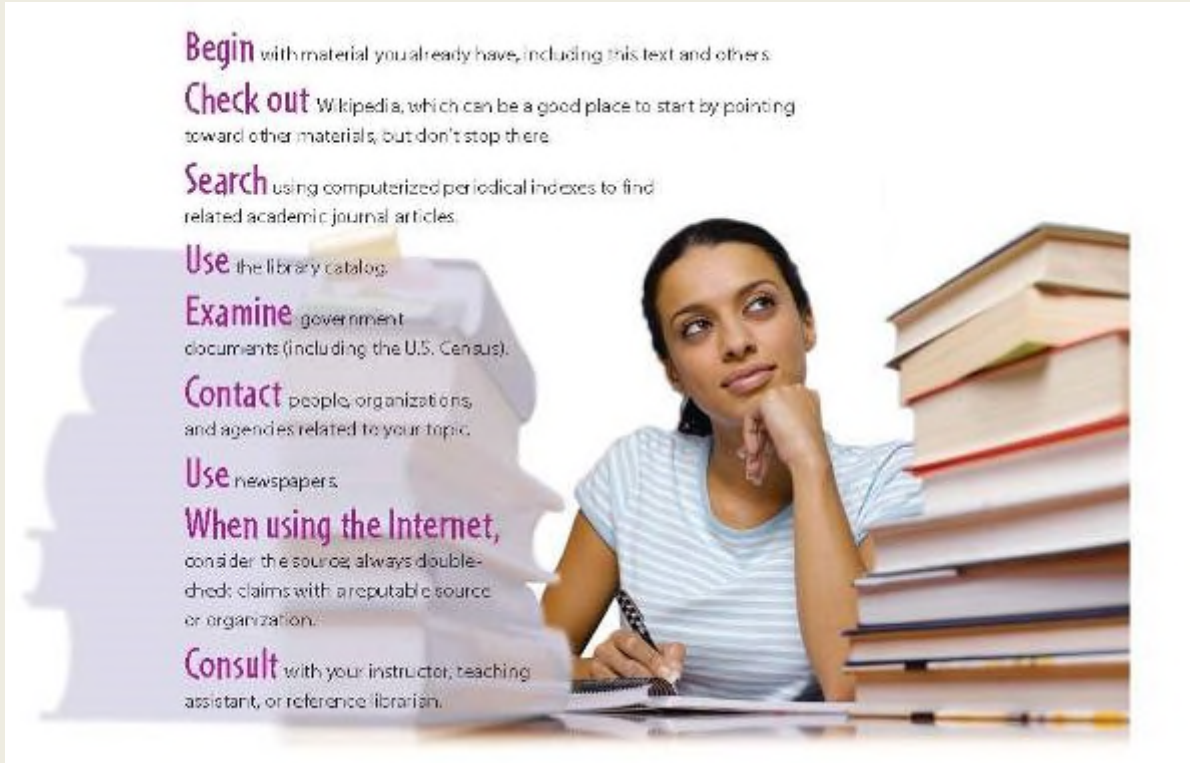 Begin with material you already have, including this text and others.
Check out Wikipedia, which can be a good place to start by pointing
toward other materials, but don't stop there.
Search using computerized periodical indexes to find
related academic journal articles.
Use the library catalog.
Examine government
documents (including the U.S. Census).
Contact people, organizations,
and agencies related to your topic.
Use newspapers.
When using the Internet,
consider the source; always double-
check claims with a reputable source
or organization.
Consult with your instructor, teaching
assistant, or reference librarian.